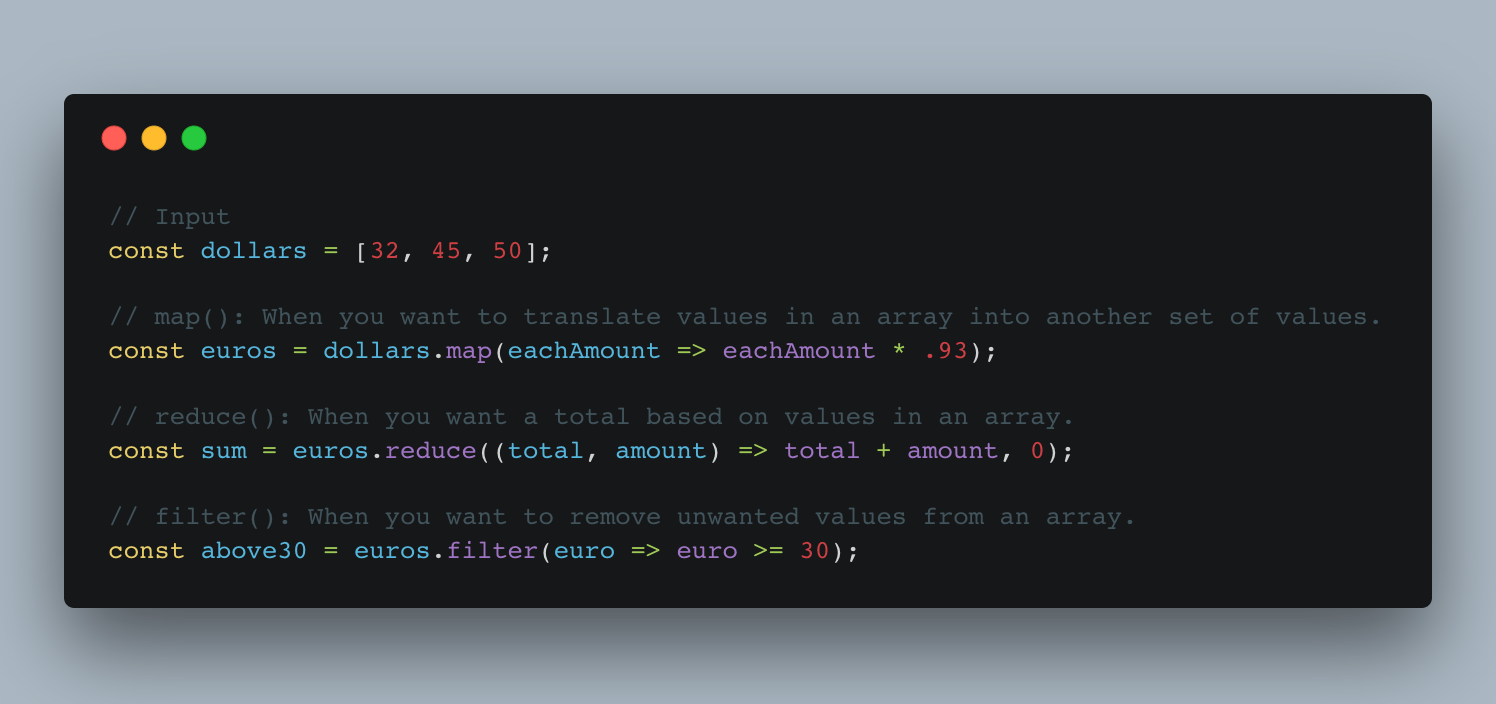 // Input
const dollars = [32, 45, 50];
// map(): When you want to translate values in an array into another set of values.
const euros = dollars.map(eachAmount => eachAmount * .93);
// reduce(): When you want a total based on values in an array.
const sum = euros.reduce((total, amount) => total + amount, 0);
// filter(): When you want to remove unwanted values from an array.
const above30 = euros.filter(euro => euro >= 30);